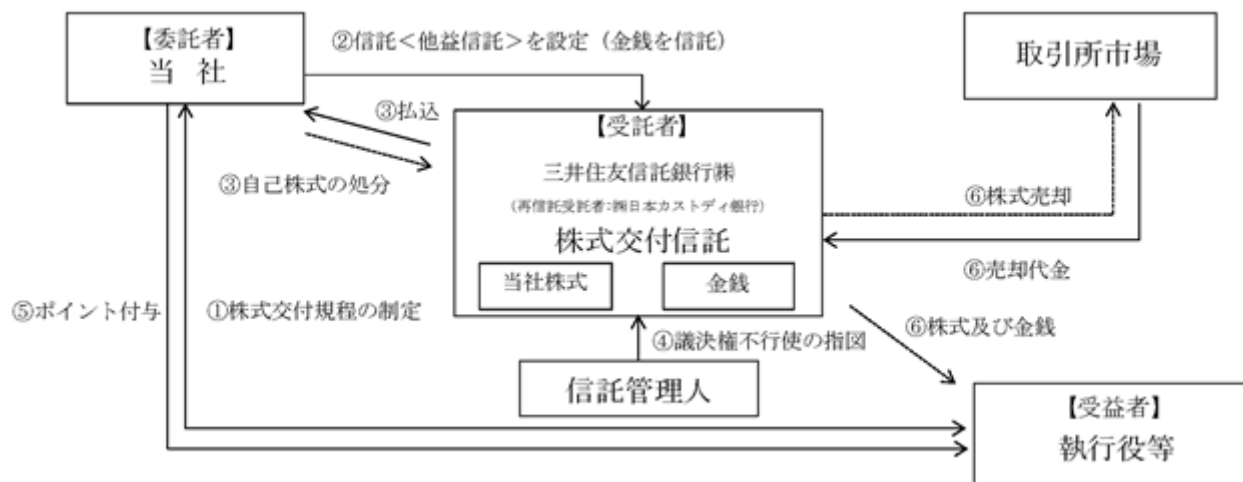 【委託者】
当 社
②信託<他益信託>を設定（金銭を信託）
取引所市場
③払込
③自己株式の処分
【受託者】
三井住友信託銀行㈱
（再信託受託者：㈱日本カストディ銀行）
株式交付信託
当社株式
金銭
⑥株式売却
⑥売却代金
⑤ポイント付与
①株式交付規程の制定
④議決権不行使の指図
⑥株式及び金銭
信託管理人
【受益者】
執行役等